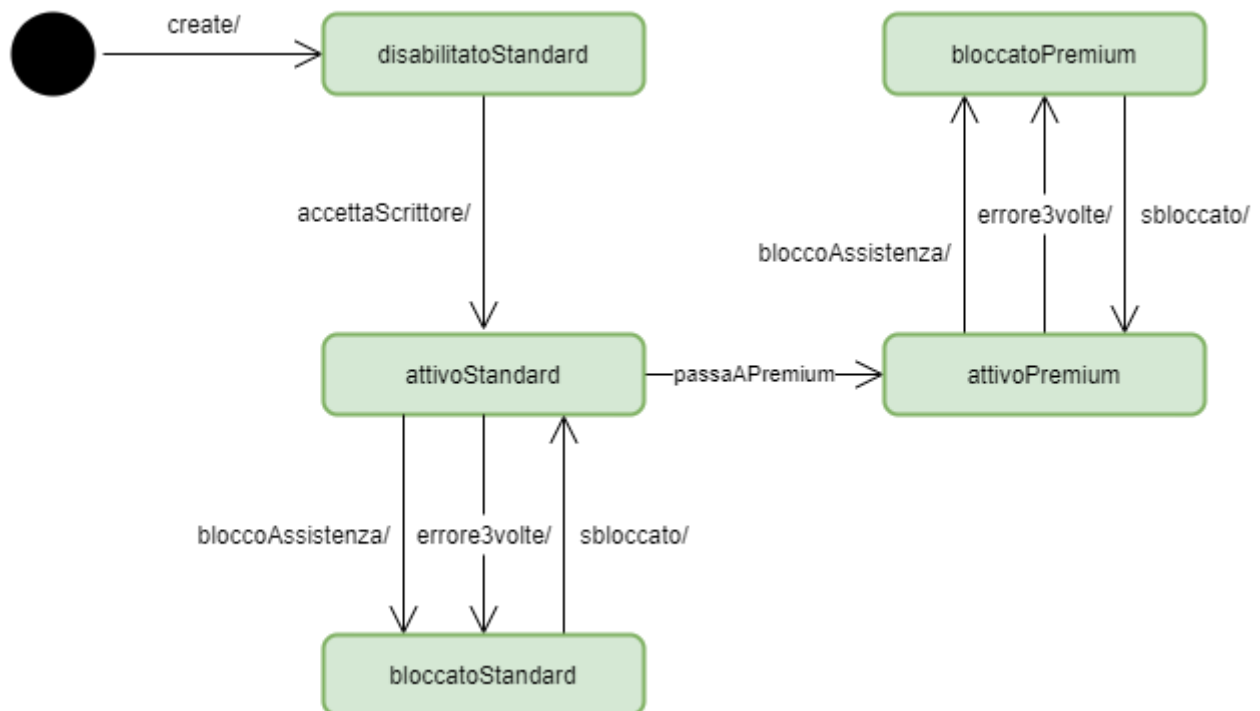 create/
disabilitatoStandard
bloccatoPremium
accettaScrittore/
errore3volte/
sbloccato/
bloccoAssistenza/
attivoStandard
passaAPremium
attivoPremium
bloccoAssistenza/
errore3volte/
sbloccato/
bloccatoStandard